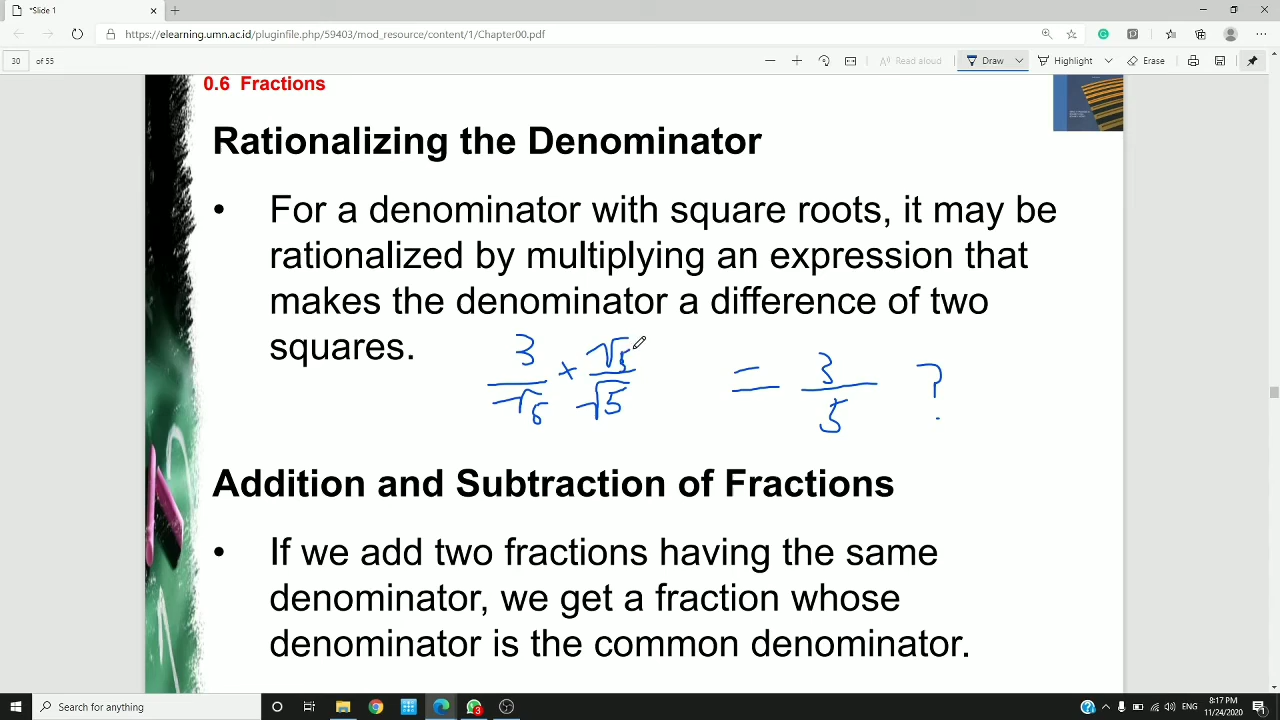 *Slide 1
https://elearning.umn.ac.id/pluginfile.php/59403/mod_resource/content/1/Chapter00.pdf
30 of 55
Read aloud Draw Highlight Erase
0.6 Fractions
Rationalizing the Denominator
• For a denominator with square roots, it may be
rationalized by multiplying an expression that
makes the denominator a difference of two
squares.
3 √5 3
× = ?
√5 √5 5
Addition and Subtraction of Fractions
• If we add two fractions having the same
denominator, we get a fraction whose
denominator is the common denominator.
Search for anything
3
ENG
8:17 PM
11/24/2020
1